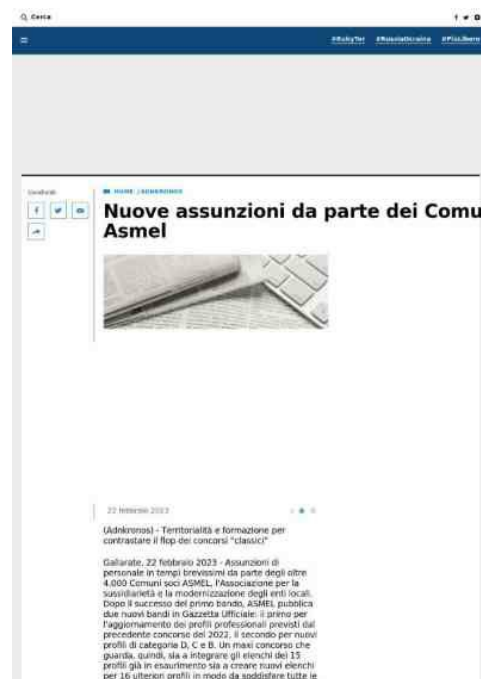 Cerca
#RubyTer #RussiaUcraina #PiuLibero
Condividi:
HOME / ADNKRONOS
Nuove assunzioni da parte dei Comu
Asmel
22 febbraio 2023
(Adnkronos) - Territorialità e formazione per
contrastare il flop dei concorsi "classici"
Gallarate, 22 febbraio 2023 - Assunzioni di
personale in tempi brevissimi da parte degli oltre
4.000 Comuni soci ASMEL, l'Associazione per la
sussidiarietà e la modernizzazione degli enti locali.
Dopo il successo del primo bando, ASMEL pubblica
due nuovi bandi in Gazzetta Ufficiale: il primo per
l'aggiornamento dei profili professionali previsti dal
precedente concorso del 2022, il secondo per nuovi
profili di categoria D, C e B. Un maxi concorso che
guarda, quindi, sia a integrare gli elenchi dei 15
profili già in esaurimento sia a creare nuovi elenchi
per 16 ulteriori profili in modo da soddisfare tutte le